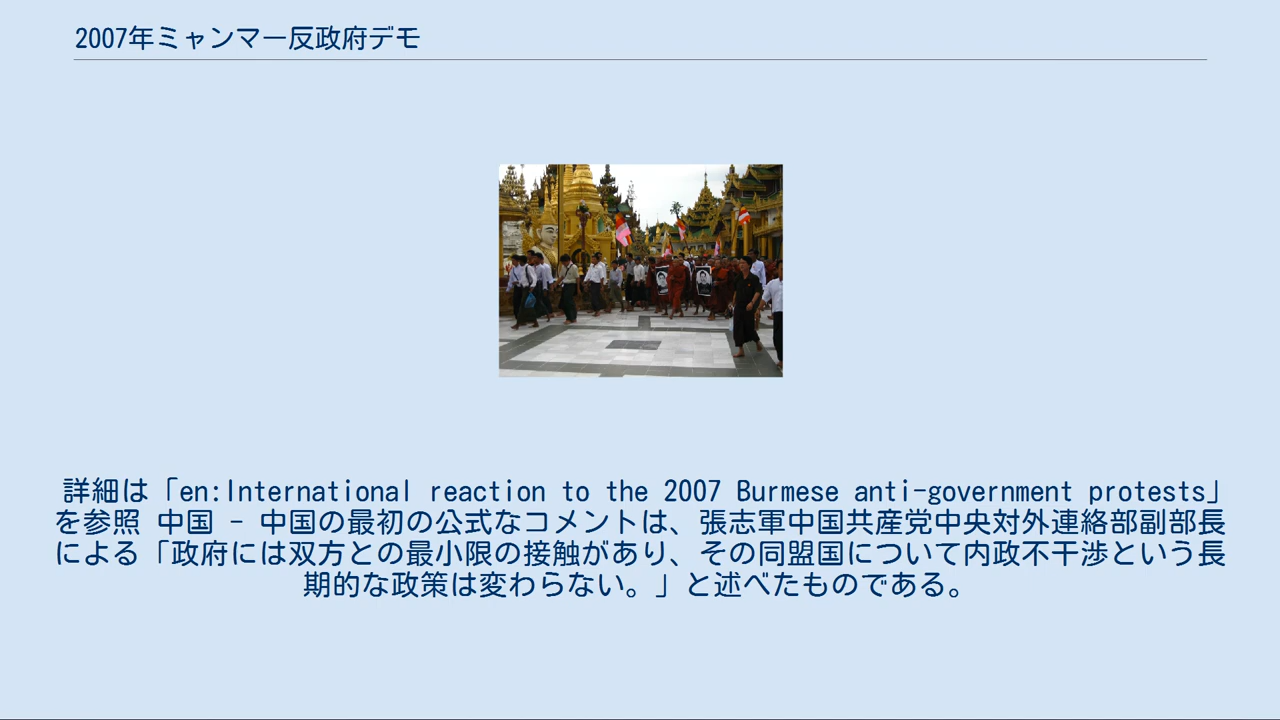 2007年ミャンマー反政府デモ
詳細は「en:International reaction to the 2007 Burmese anti-government protests」
を参照 中国 - 中国の最初の公式なコメントは、張志軍中国共産党中央対外連絡部副部長
による「政府には双方との最小限の接触があり、その同盟国について内政不干渉という長
期的な政策は変わらない。」と述べたものである。